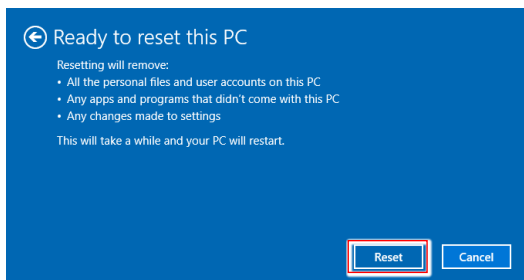 Ready to reset this PC
Resetting will remove:
• All the personal files and user accounts on this PC
• Any apps and programs that didn't come with this PC
• Any changes made to settings
This will take a while and your PC will restart.
Reset Cancel